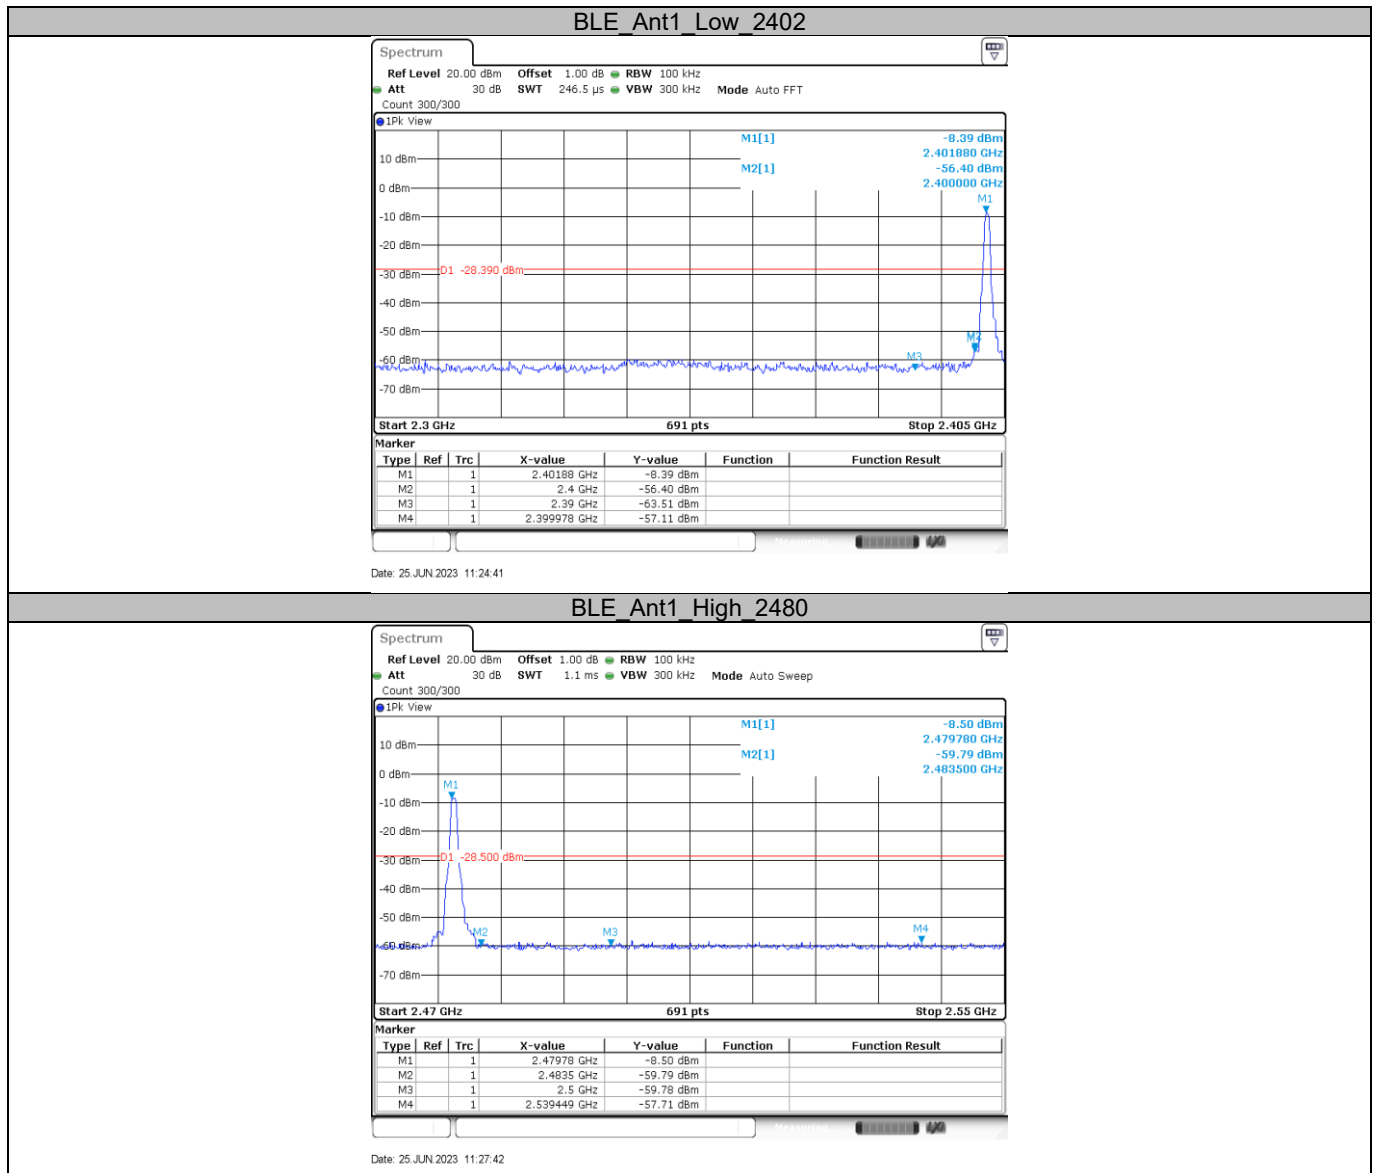 BLE_Ant1_Low_2402
Spectrum
Ref Level 20.00 dBm Offset 1.00 dB RBW 100 kHz
Att 30 dB SWT 246.5 µs VBW 300 kHz Mode Auto FFT
Count 300/300
1Pk View
M1[1] -8.39 dBm
2.401880 GHz
10 dBm
M2[1] -56.40 dBm
2.400000 GHz
0 dBm
M1
-10 dBm
-20 dBm
D1 -28.390 dBm
-30 dBm
-40 dBm
-50 dBm
M2
M3
-60 dBm
-70 dBm
Start 2.3 GHz 691 pts Stop 2.405 GHz
Marker
Type Ref Trc X-value Y-value Function Function Result
M1 1 2.40188 GHz -8.39 dBm
M2 1 2.4 GHz -56.40 dBm
M3 1 2.39 GHz -63.51 dBm
M4 1 2.399978 GHz -57.11 dBm
Measuring...
Date: 25.JUN.2023 11:24:41
BLE_Ant1_High_2480
Spectrum
Ref Level 20.00 dBm Offset 1.00 dB RBW 100 kHz
Att 30 dB SWT 1.1 ms VBW 300 kHz Mode Auto Sweep
Count 300/300
1Pk View
M1[1] -8.50 dBm
2.479780 GHz
10 dBm
M2[1] -59.79 dBm
2.483500 GHz
0 dBm
M1
-10 dBm
-20 dBm
D1 -28.500 dBm
-30 dBm
-40 dBm
-50 dBm
M2 M3 M4
-60 dBm
-70 dBm
Start 2.47 GHz 691 pts Stop 2.55 GHz
Marker
Type Ref Trc X-value Y-value Function Function Result
M1 1 2.47978 GHz -8.50 dBm
M2 1 2.4835 GHz -59.79 dBm
M3 1 2.5 GHz -59.78 dBm
M4 1 2.539449 GHz -57.71 dBm
Measuring...
Date: 25.JUN.2023 11:27:42